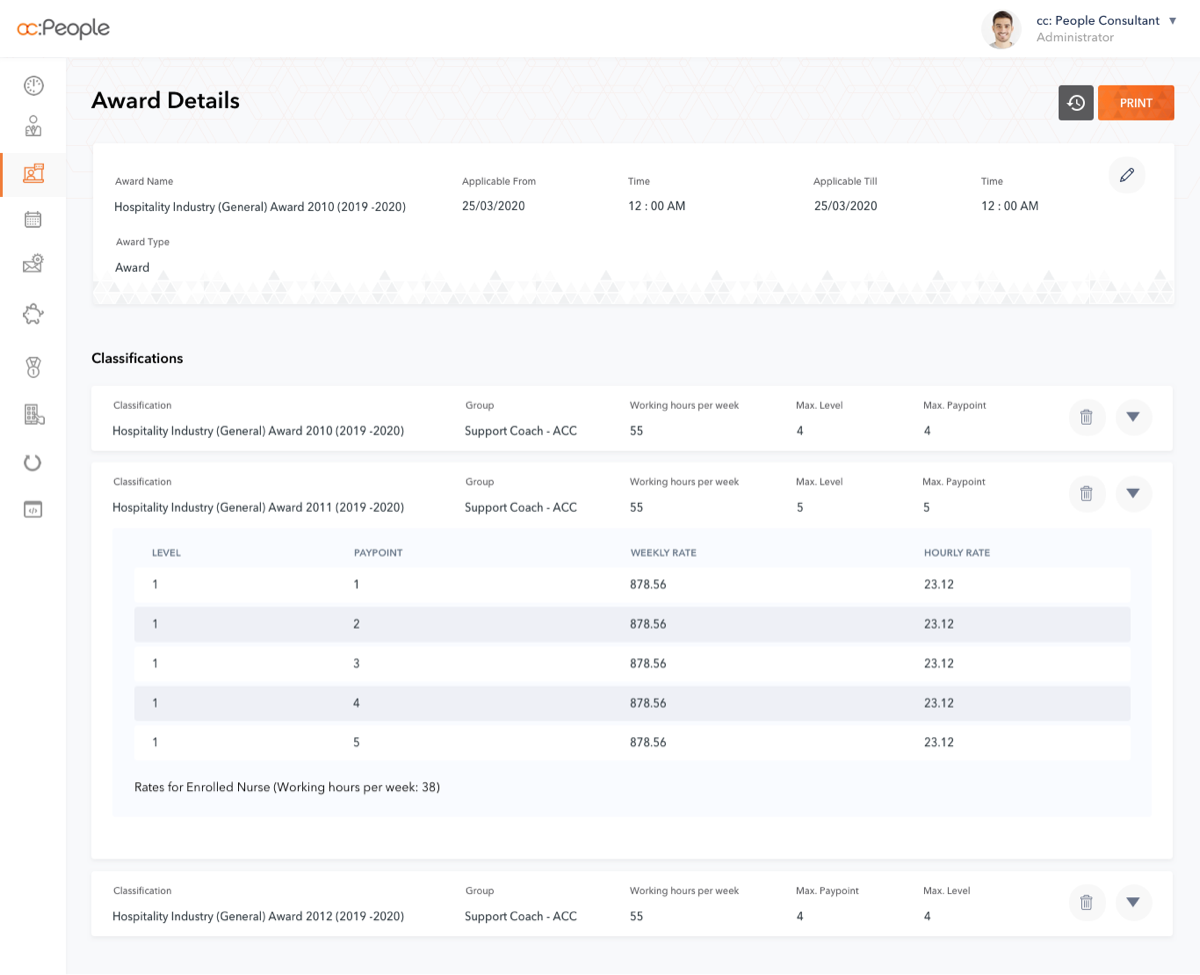 cc:People
cc: People Consultant
Administrator
Award Details
PRINT
Award Name Applicable From Time Applicable Till Time
Hospitality Industry (General) Award 2010 (2019 -2020) 25/03/2020 12 : 00 AM 25/03/2020 12 : 00 AM
Award Type
Award
Classifications
Classification Group Working hours per week Max. Level Max. Paypoint
Hospitality Industry (General) Award 2010 (2019 -2020) Support Coach - ACC 55 4 4
Classification Group Working hours per week Max. Level Max. Paypoint
Hospitality Industry (General) Award 2011 (2019 -2020) Support Coach - ACC 55 5 5
LEVEL PAYPOINT WEEKLY RATE HOURLY RATE
1 1 878.56 23.12
1 2 878.56 23.12
1 3 878.56 23.12
1 4 878.56 23.12
1 5 878.56 23.12
Rates for Enrolled Nurse (Working hours per week: 38)
Classification Group Working hours per week Max. Paypoint Max. Level
Hospitality Industry (General) Award 2012 (2019 -2020) Support Coach - ACC 55 4 4